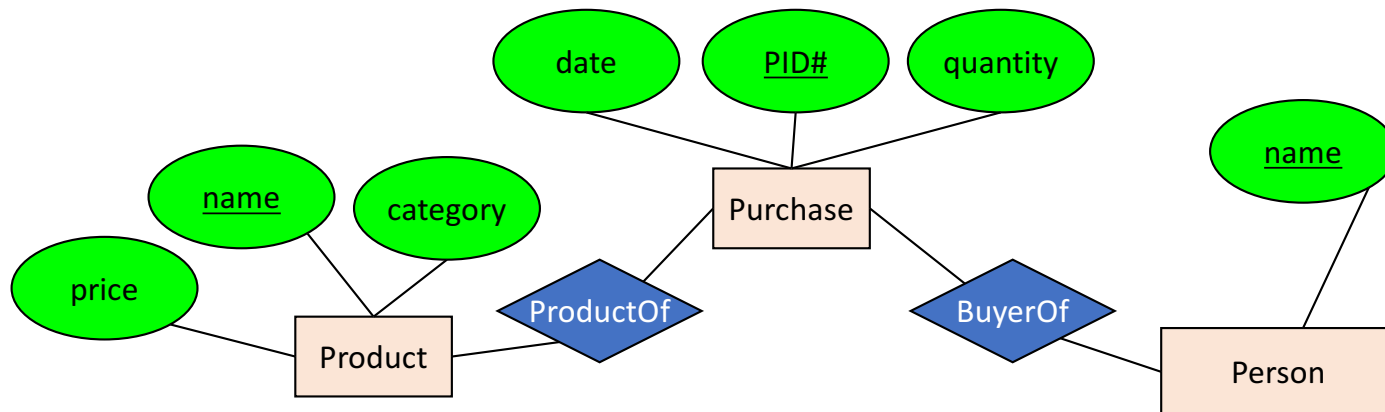 date
PID#
quantity
name
name
category
Purchase
price
ProductOf
BuyerOf
Product
Person